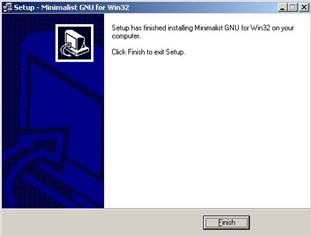 Setup - Minimalist GNU for Win32
Setup has finished installing Minimalist GNU for Win32 on your
computer.
Click Finish to exit Setup.
Finish